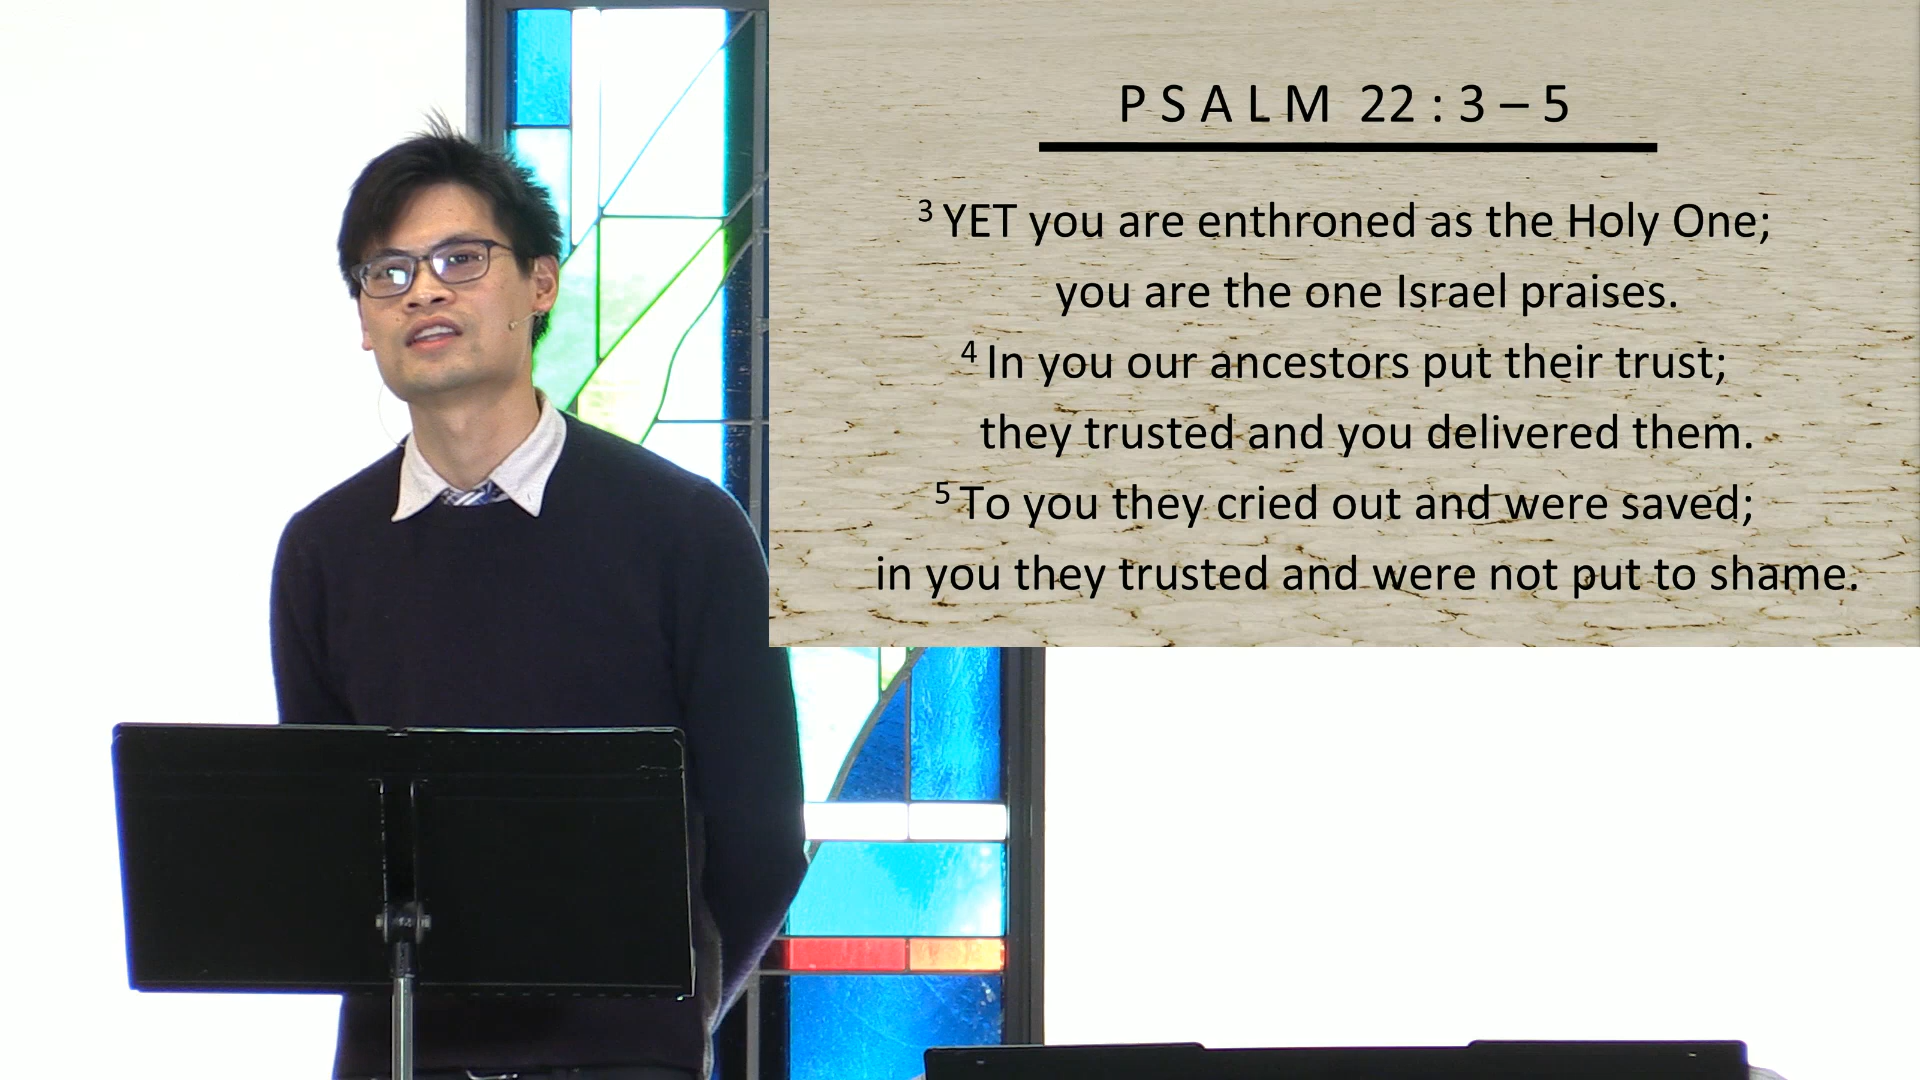 PSALM 22:3–5
3 YET you are enthroned as the Holy One;
you are the one Israel praises.
4 In you our ancestors put their trust;
they trusted and you delivered them.
5 To you they cried out and were saved;
in you they trusted and were not put to shame.